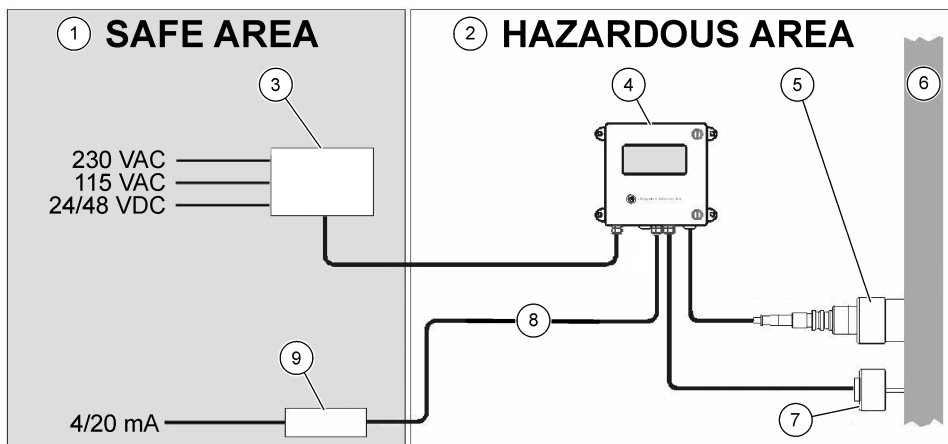 1 SAFE AREA
2 HAZARDOUS AREA
3
4
5
6
230 VAC
115 VAC
24/48 VDC
8
9
7
4/20 mA